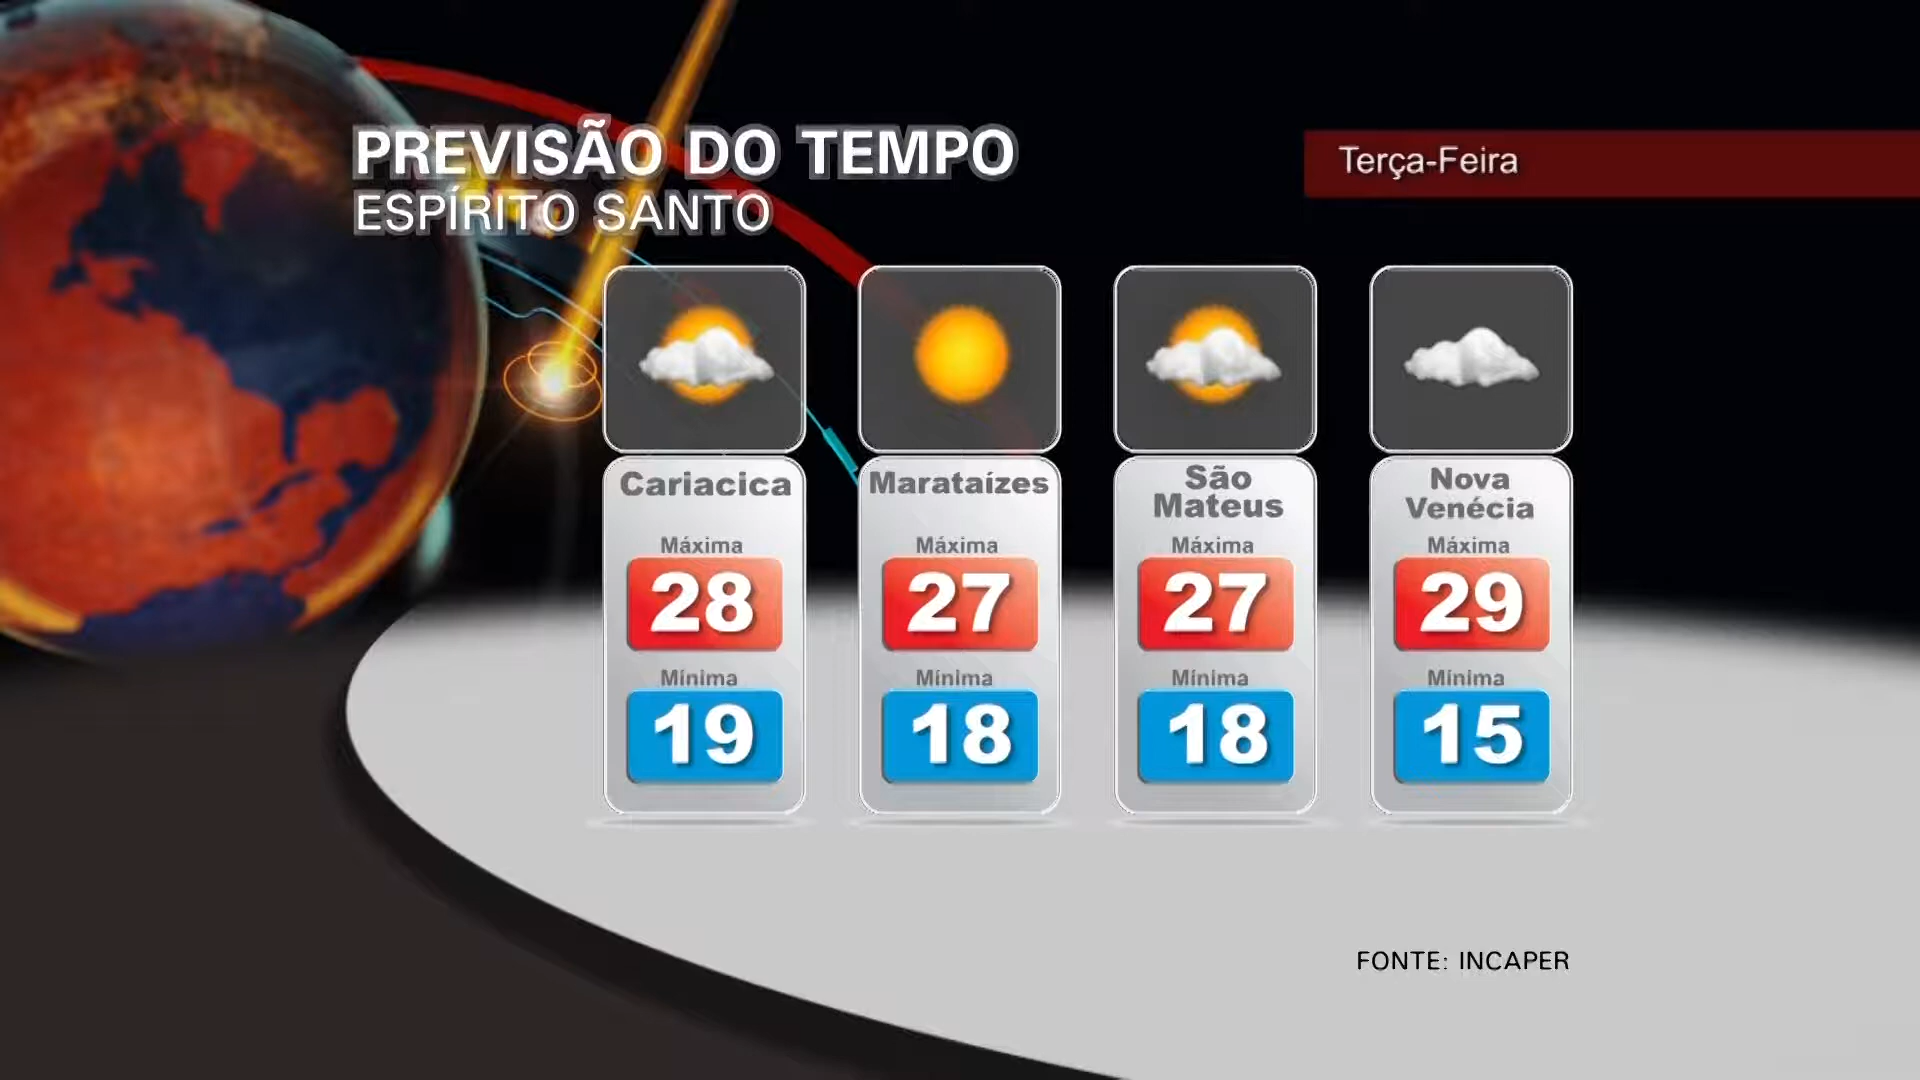 PREVISÃO DO TEMPO
ESPÍRITO SANTO
Terça-Feira
Cariacica
Máxima
28
Mínima
19
Marataízes
Máxima
27
Mínima
18
São
Mateus
Máxima
27
Mínima
18
Nova
Venécia
Máxima
29
Mínima
15
FONTE: INCAPER